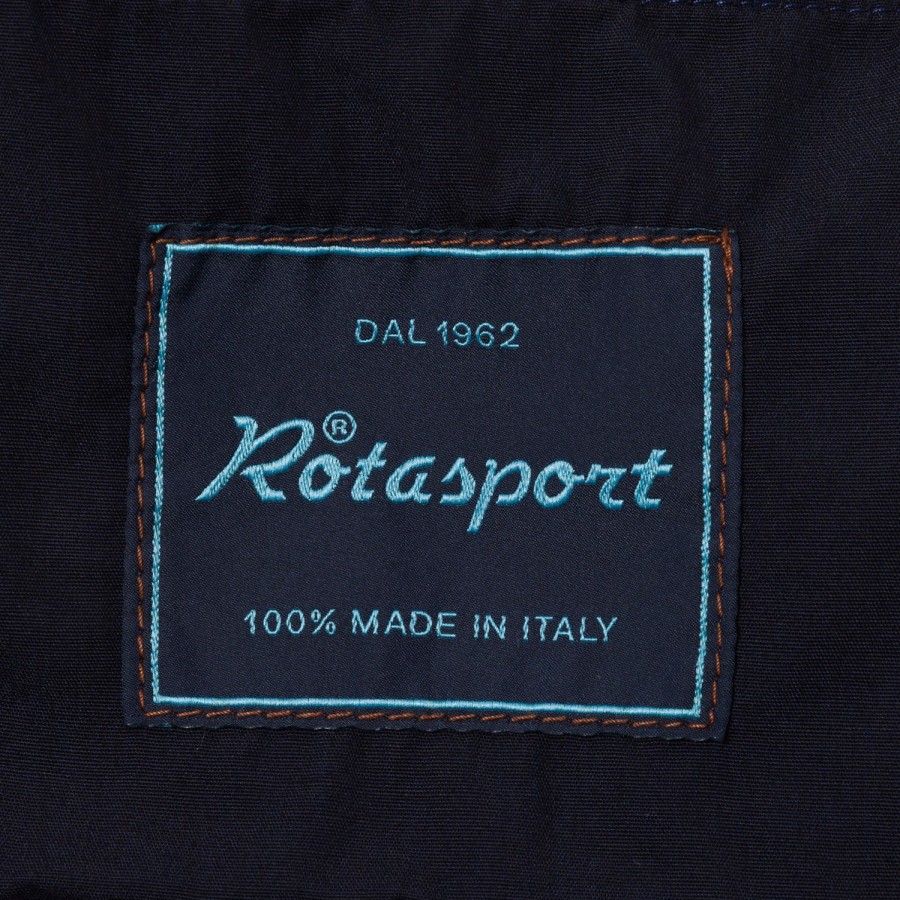 DAL 1962
Rotasport®
100% MADE IN ITALY